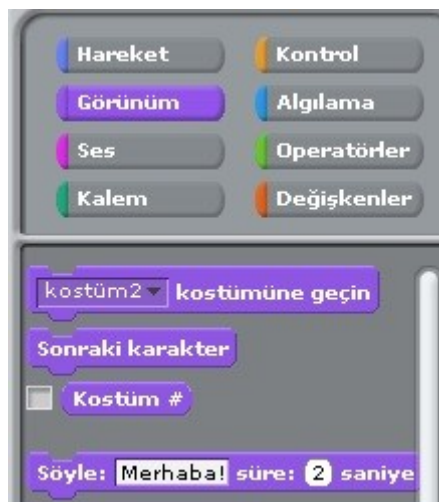 Hareket Kontrol
Görünüm Algılama
Ses Operatörler
Kalem Değişkenler
kostüm2 kostümüne geçin
Sonraki karakter
Kostüm #
Söyle: Merhaba! süre: 2 saniye